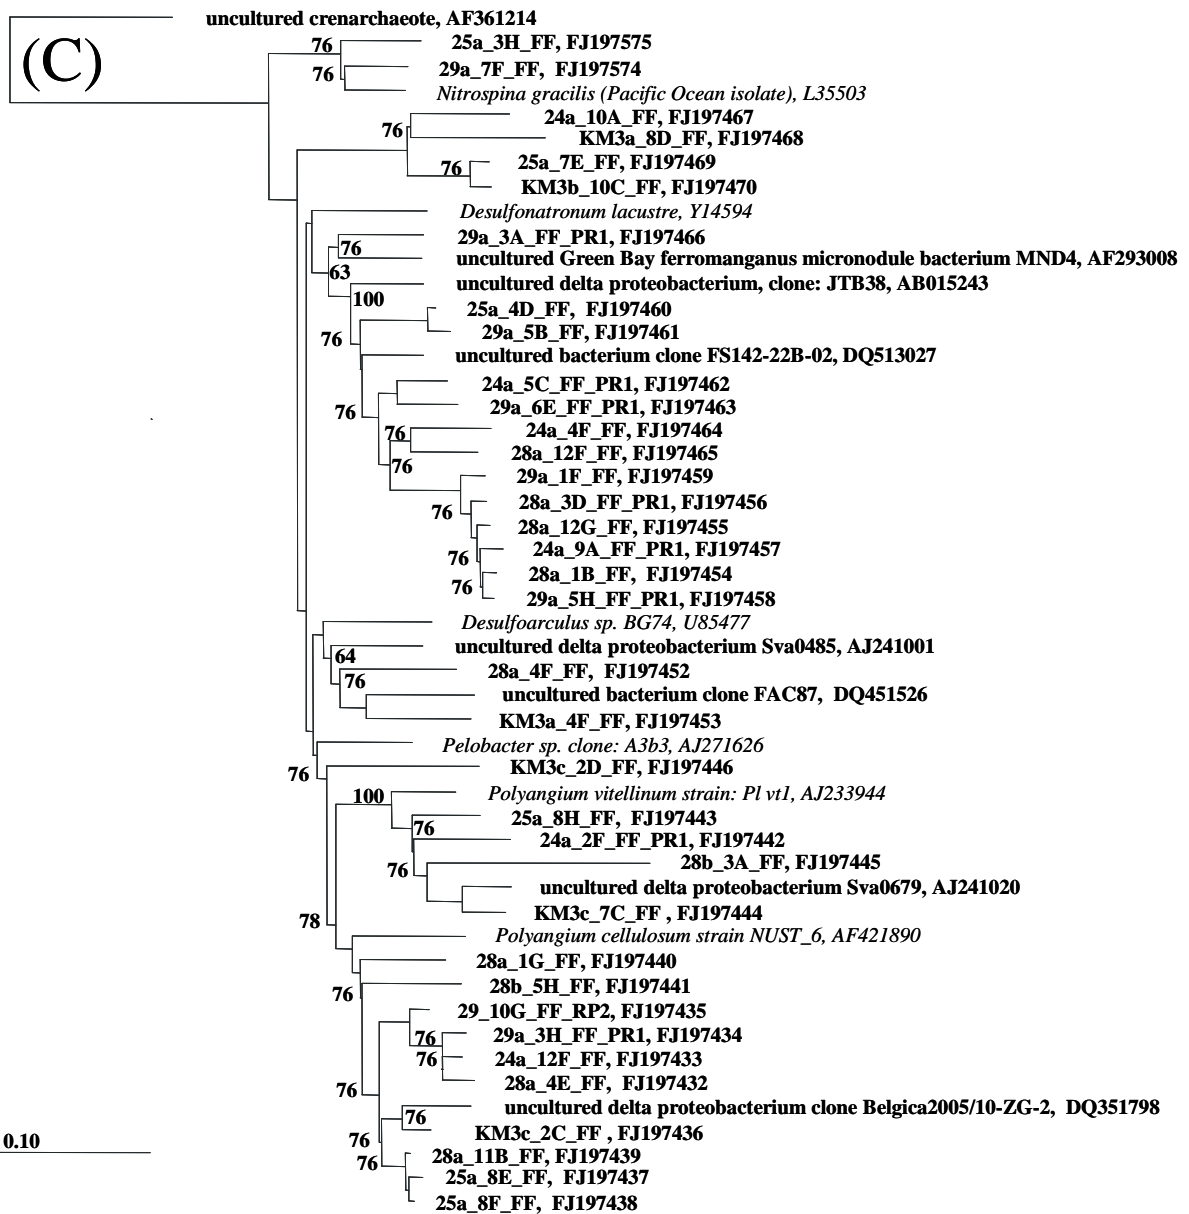 uncultured crenarchaeote, AF361214
(C)
76
25a_3H_FF, FJ197575
76
29a_7F_FF, FJ197574
Nitrospina gracilis (Pacific Ocean isolate), L35503
24a_10A_FF, FJ197467
76
KM3a_8D_FF, FJ197468
25a_7E_FF, FJ197469
76
KM3b_10C_FF, FJ197470
Desulfonatronum lacustre, Y14594
29a_3A_FF_PR1, FJ197466
76
uncultured Green Bay ferromanganus micronodule bacterium MND4, AF293008
63
uncultured delta proteobacterium, clone: JTB38, AB015243
100
25a_4D_FF, FJ197460
76
29a_5B_FF, FJ197461
uncultured bacterium clone FS142-22B-02, DQ513027
24a_5C_FF_PR1, FJ197462
76
29a_6E_FF_PR1, FJ197463
76
24a_4F_FF, FJ197464
28a_12F_FF, FJ197465
76
29a_1F_FF, FJ197459
28a_3D_FF_PR1, FJ197456
76
28a_12G_FF, FJ197455
24a_9A_FF_PR1, FJ197457
76
28a_1B_FF, FJ197454
76
29a_5H_FF_PR1, FJ197458
Desulfoarculus sp. BG74, U85477
uncultured delta proteobacterium Sva0485, AJ241001
64
28a_4F_FF, FJ197452
76
uncultured bacterium clone FAC87, DQ451526
KM3a_4F_FF, FJ197453
Pelobacter sp. clone: A3b3, AJ271626
76
KM3c_2D_FF, FJ197446
100
Polyangium vitellinum strain: Pl vt1, AJ233944
25a_8H_FF, FJ197443
76
24a_2F_FF_PR1, FJ197442
76
28b_3A_FF, FJ197445
uncultured delta proteobacterium Sva0679, AJ241020
KM3c_7C_FF , FJ197444
78
Polyangium cellulosum strain NUST_6, AF421890
28a_1G_FF, FJ197440
76
28b_5H_FF, FJ197441
29_10G_FF_RP2, FJ197435
76
29a_3H_FF_PR1, FJ197434
76
24a_12F_FF, FJ197433
28a_4E_FF, FJ197432
76
uncultured delta proteobacterium clone Belgica2005/10-ZG-2, DQ351798
76
KM3c_2C_FF , FJ197436
0.10
76
28a_11B_FF, FJ197439
76
25a_8E_FF, FJ197437
25a_8F_FF, FJ197438